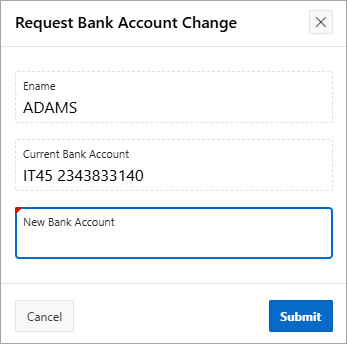 Request Bank Account Change
Ename
ADAMS
Current Bank Account
IT45 2343833140
New Bank Account
Cancel
Submit